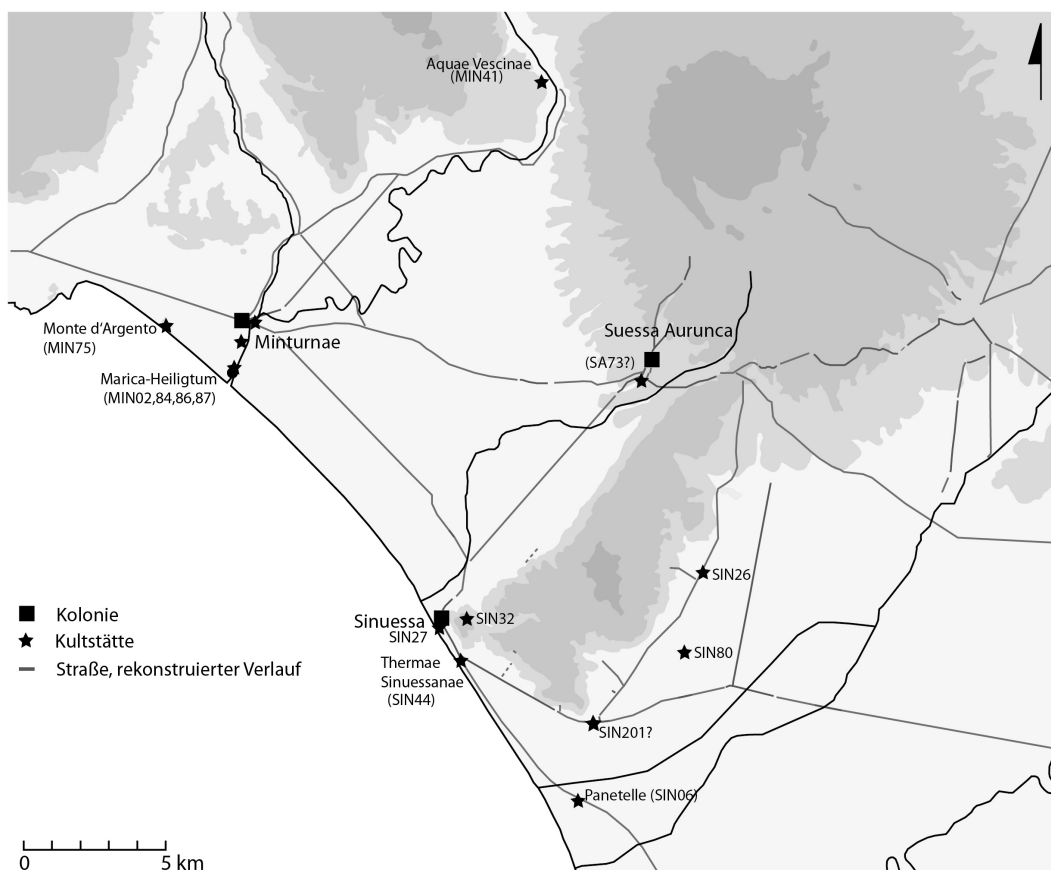 Aquae Vescinae
(MIN41)
Suessa Aurunca
(SA73?)
Monte d‘Argento
(MIN75)
Minturnae
Marica-Heiligtum
(MIN02,84,86,87)
SIN26
Sinuessa
SIN27
SIN32
SIN80
Thermae
Sinuessanae
(SIN44)
SIN201?
Panetelle (SIN06)
Kolonie
Kultstätte
Straße, rekonstruierter Verlauf
0 5 km